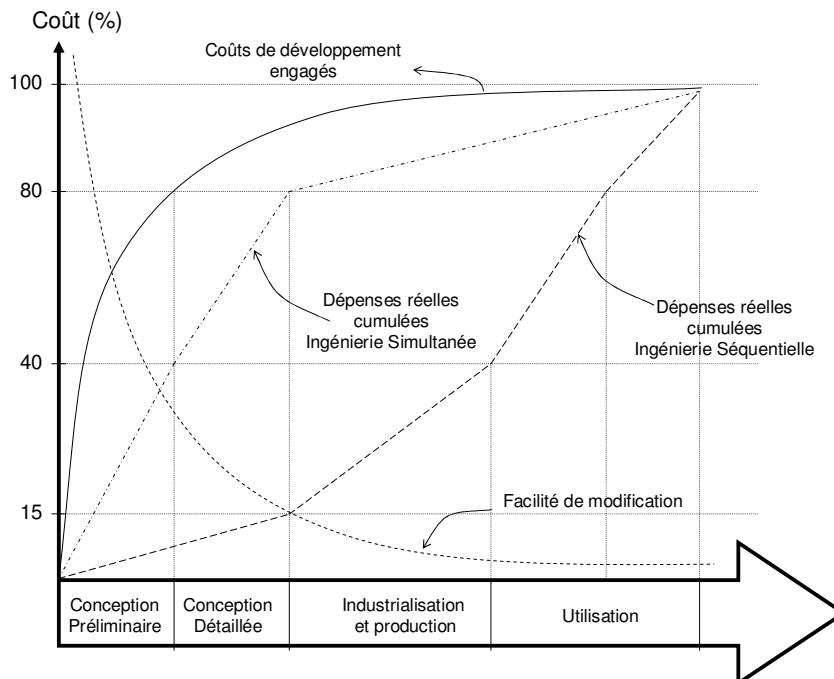 Coût (%)
Coûts de développement
engagés
100
80
Dépenses réelles
cumulées
Ingénierie Simultanée
Dépenses réelles
cumulées
Ingénierie Séquentielle
40
Facilité de modification
15
Conception
Préliminaire
Conception
Détaillée
Industrialisation
et production
Utilisation